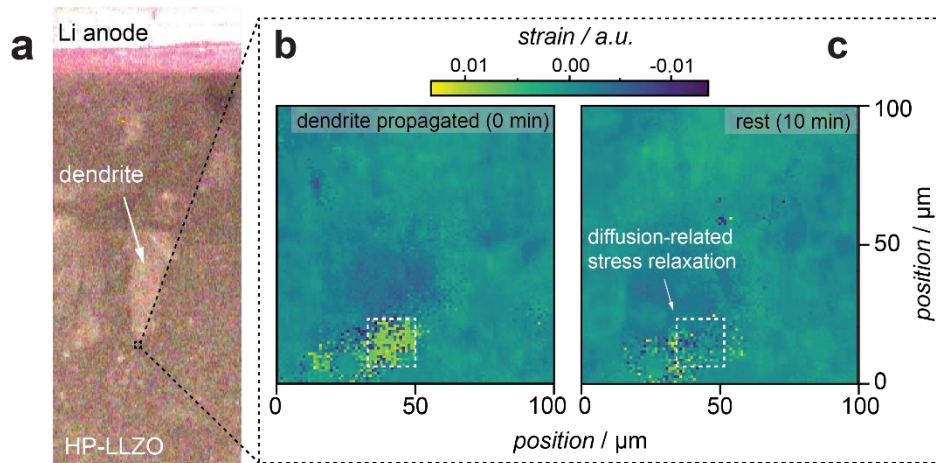 a
Li anode
dendrite
HP-LLZO
b
strain / a.u.
c
0.01
0.00
-0.01
dendrite propagated (0 min)
rest (10 min)
100
diffusion-related
stress relaxation
50
position / µm
0
0
50
100
0
50
100
position / µm